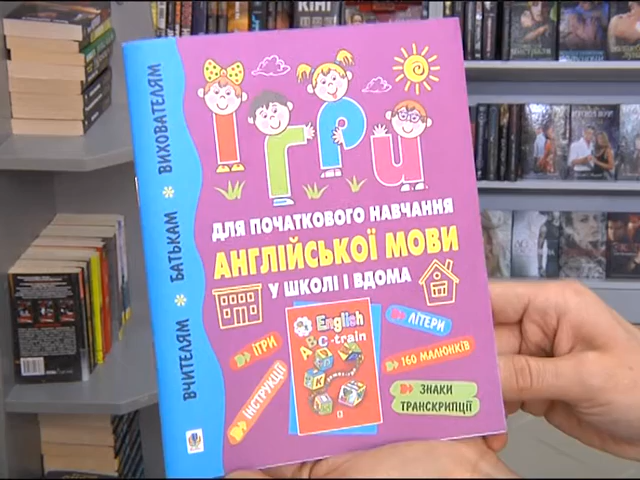 ВЧИТЕЛЯМ * БАТЬКАМ * ВИХОВАТЕЛЯМ
Ігри
ДЛЯ ПОЧАТКОВОГО НАВЧАННЯ
АНГЛІЙСЬКОЇ МОВИ
У ШКОЛІ І ВДОМА
ІГРИ
ІНСТРУКЦІЇ
English
ABC-train
ЛІТЕРИ
160 МАЛЮНКІВ
ЗНАКИ
ТРАНСКРИПЦІЇ
КІНГ